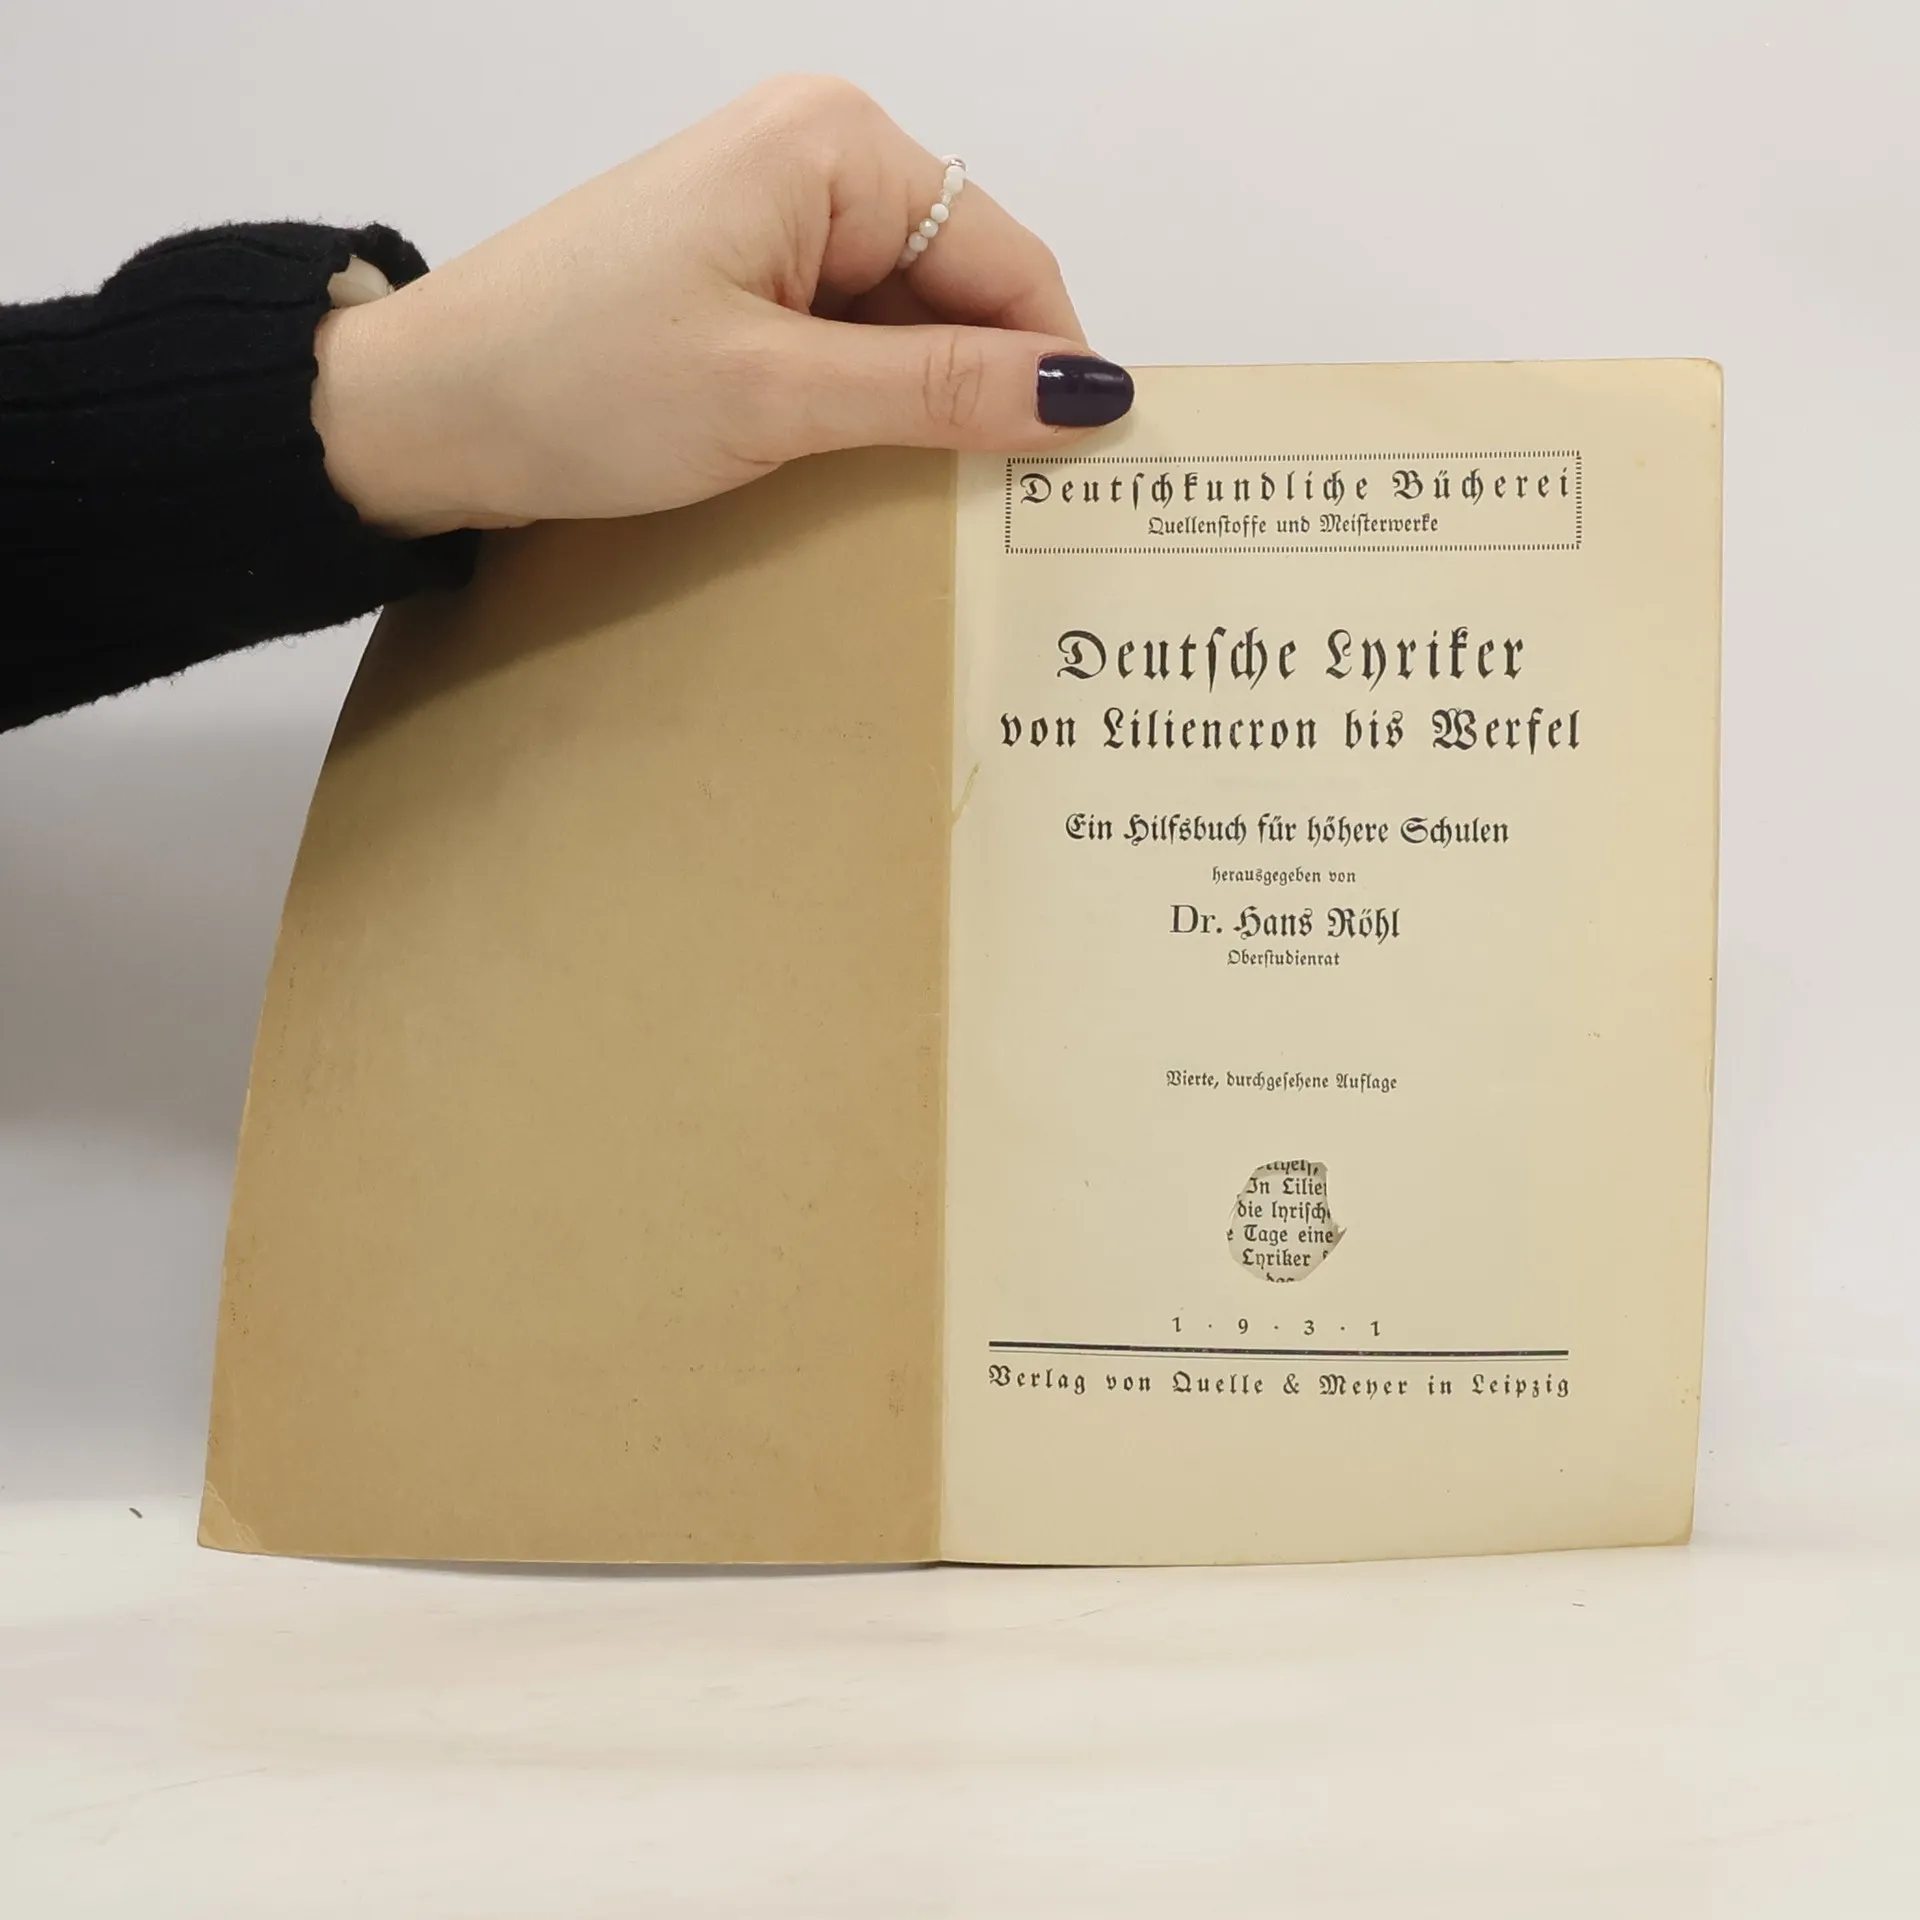 Deutschkundliche Bücherei
Quellenstoffe und Meisterwerke
Deutsche Lyriker
von Liliencron bis Werfel
Ein Hilfsbuch für höhere Schulen
herausgegeben von
Dr. Hans Röhl
Oberstudienrat
Vierte, durchgesehene Auflage
In
die
Tage eine
Lyriker
1 · 9 · 3 · 1
Verlag von Quelle & Meyer in Leipzig